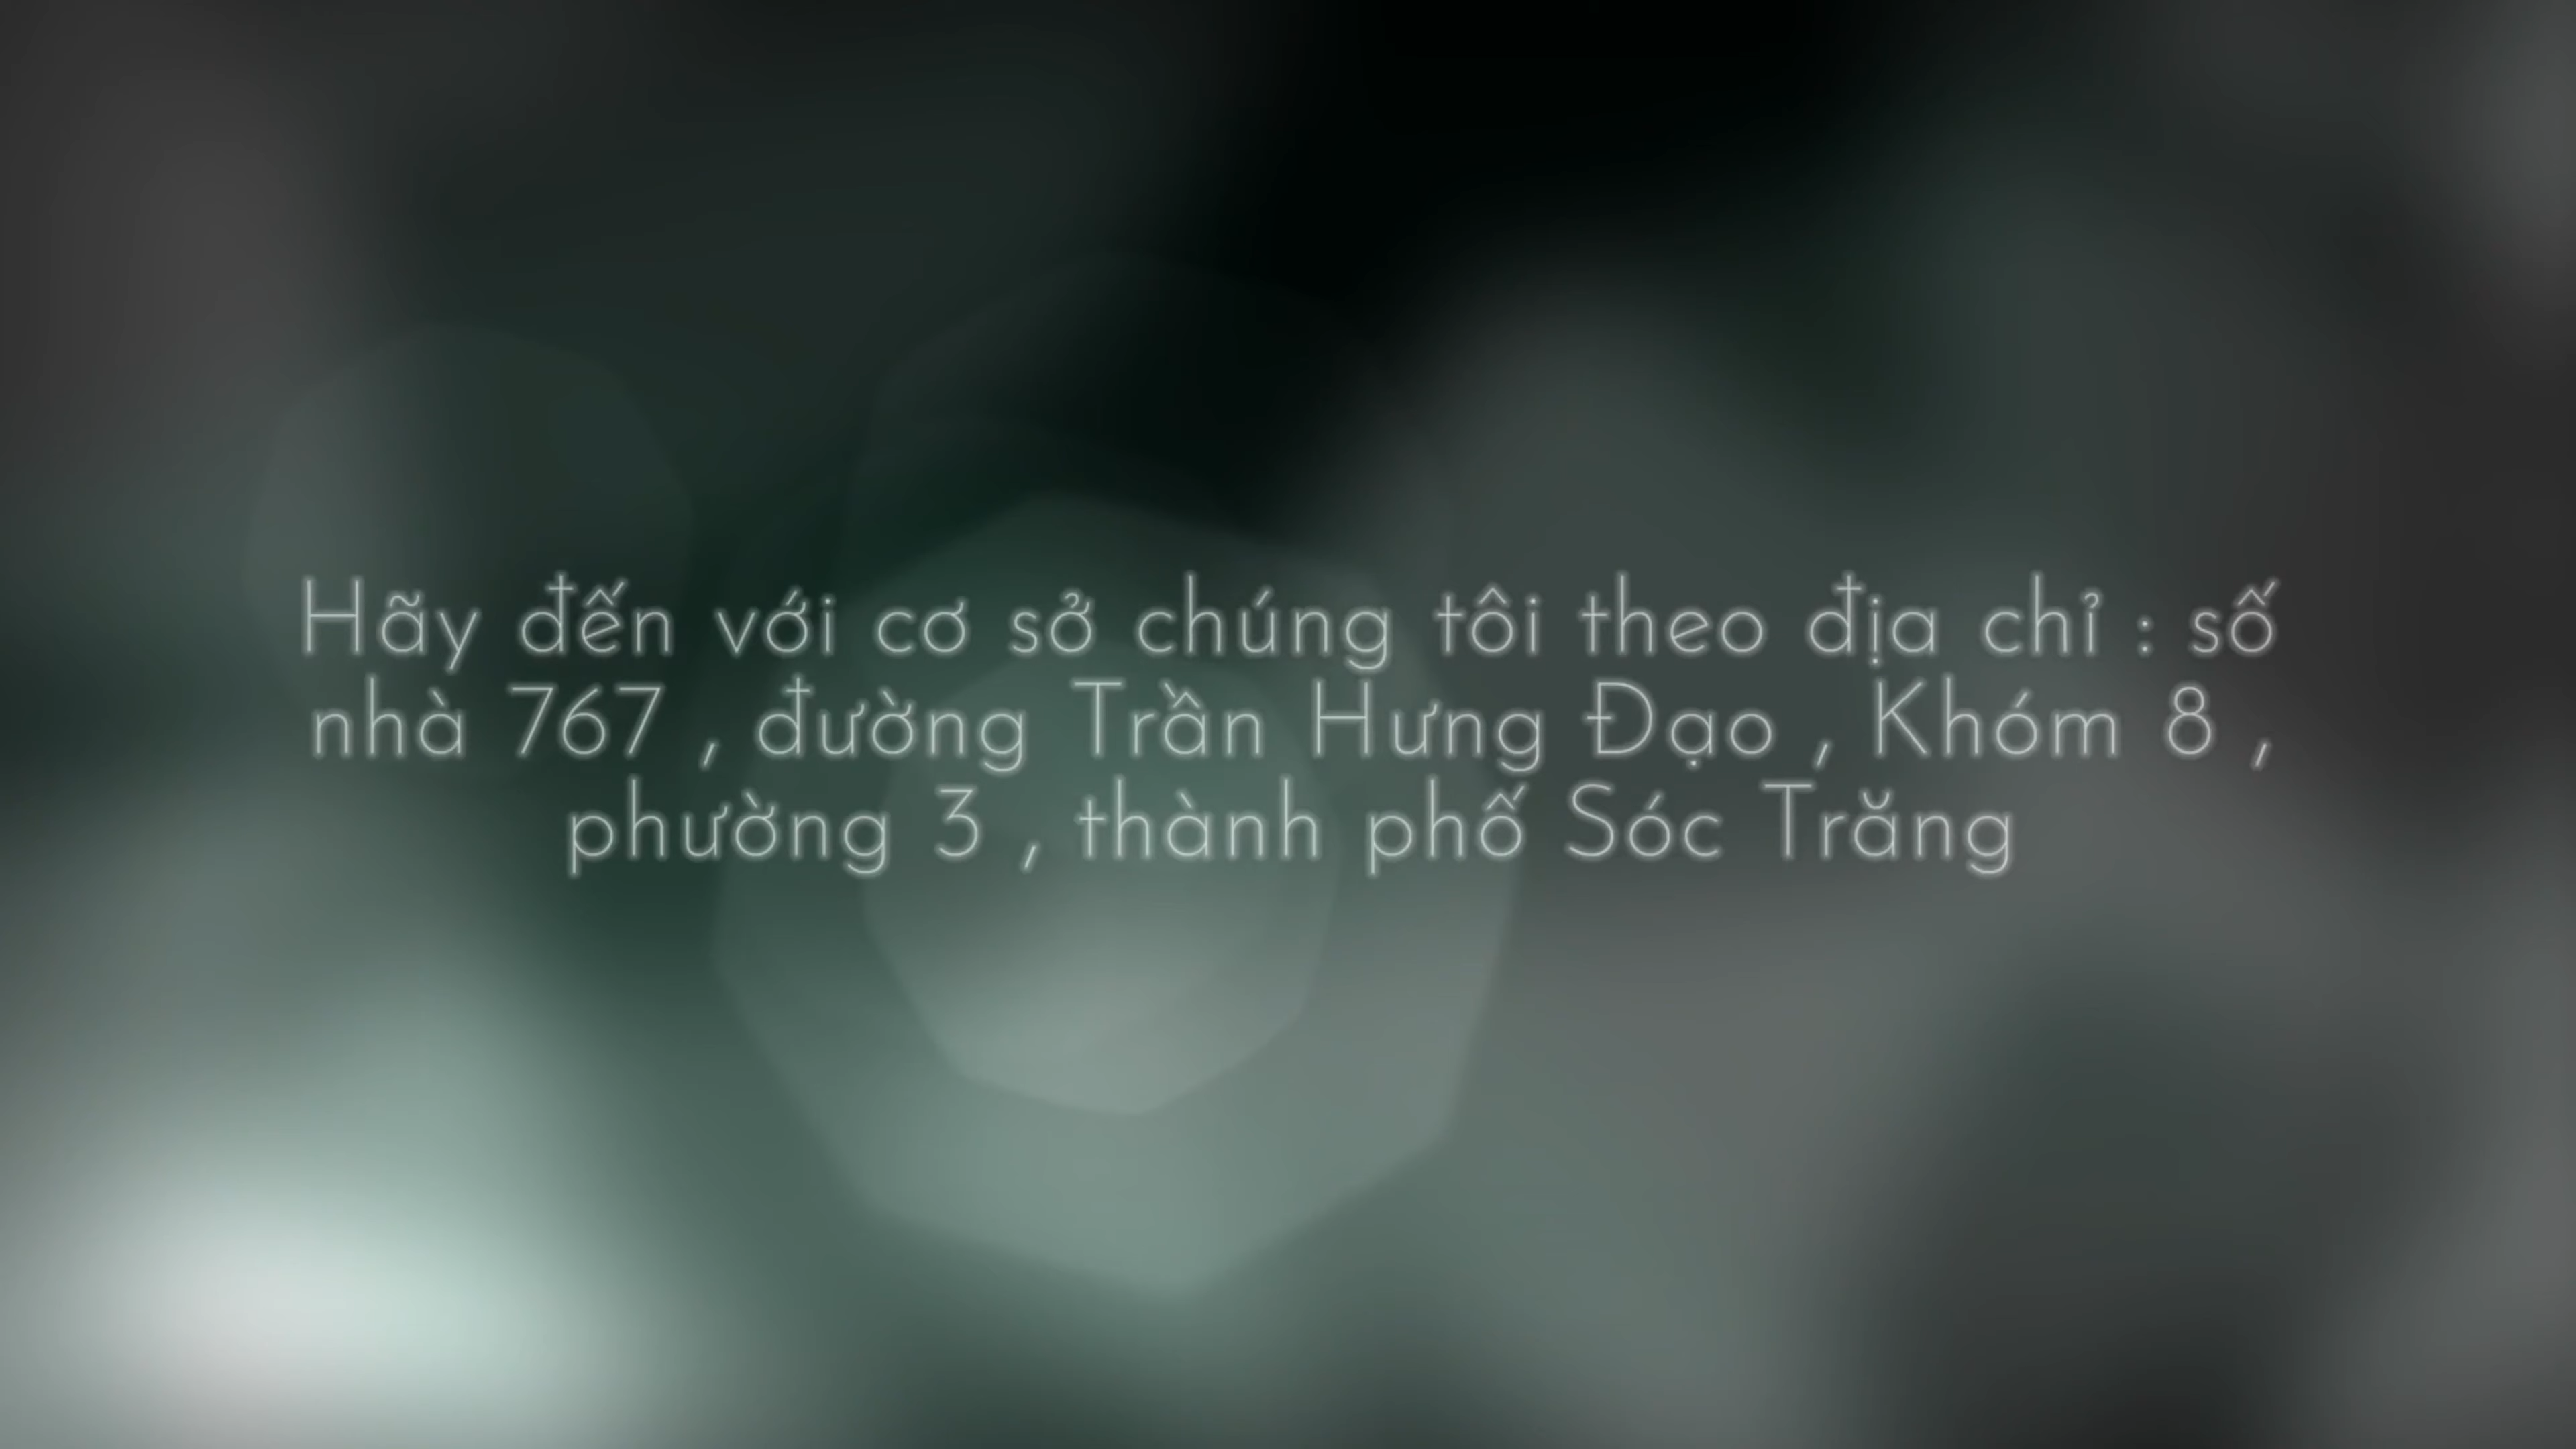 Hãy đến với cơ sở chúng tôi theo địa chỉ : số
nhà 767 , đường Trần Hưng Đạo , Khóm 8 ,
phường 3 , thành phố Sóc Trăng